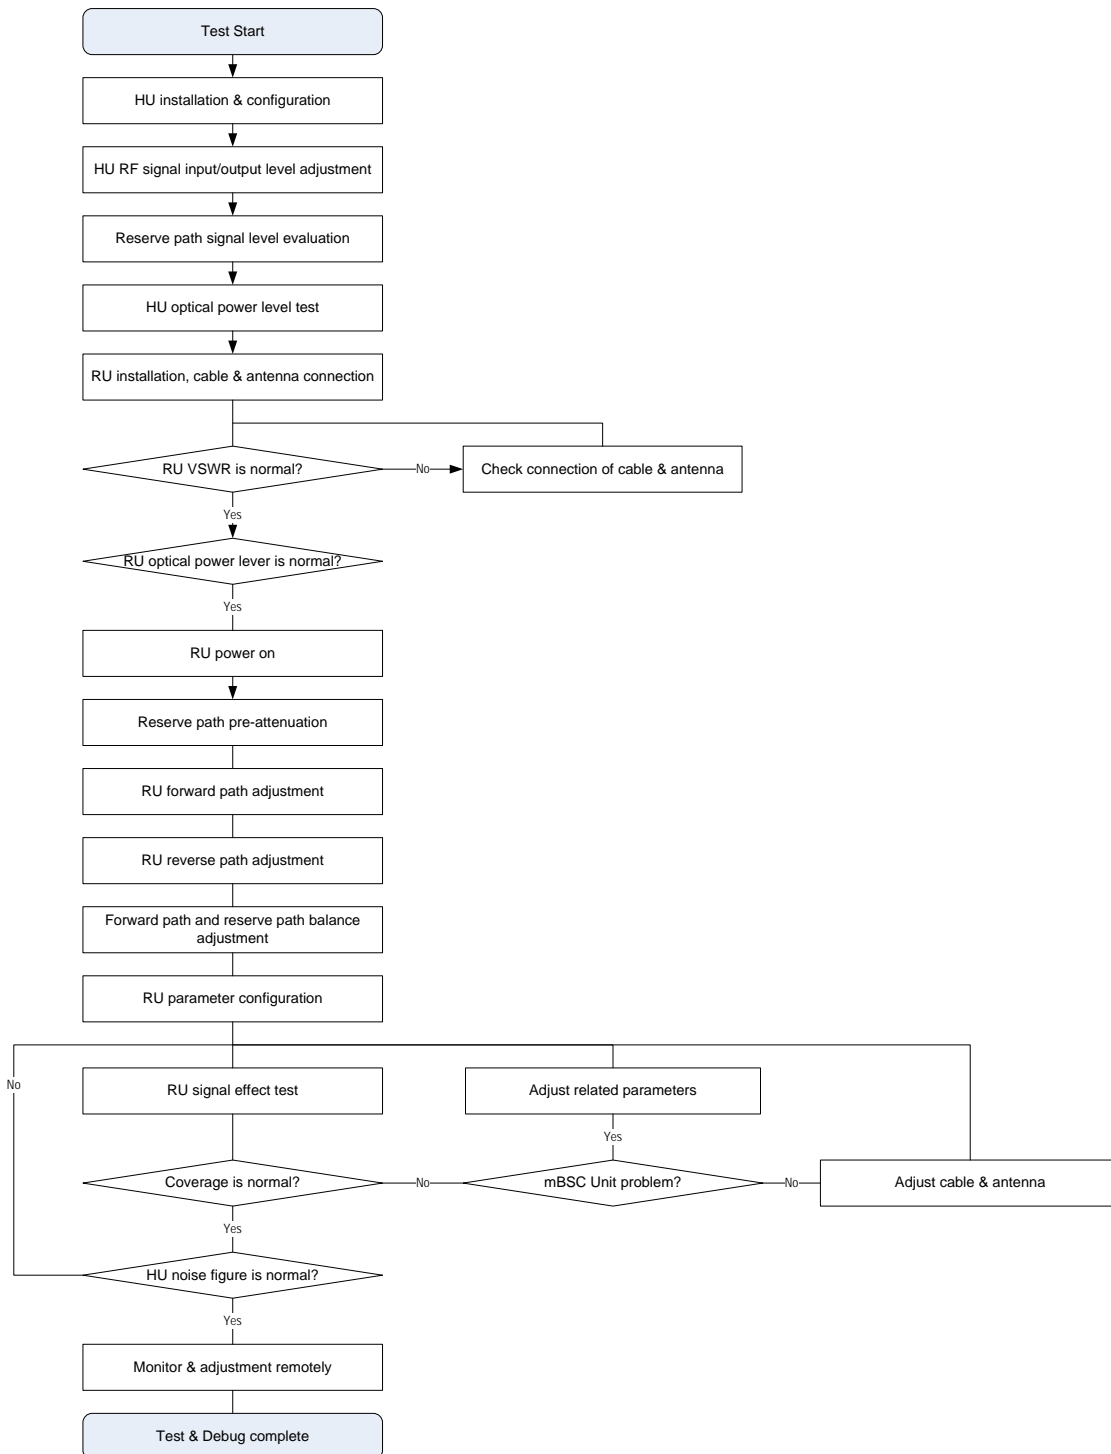 Test Start
HU installation & configuration
HU RF signal input/output level adjustment
Reserve path signal level evaluation
HU optical power level test
RU installation, cable & antenna connection
RU VSWR is normal?
No
Check connection of cable & antenna
Yes
RU optical power lever is normal?
Yes
RU power on
Reserve path pre-attenuation
RU forward path adjustment
RU reverse path adjustment
Forward path and reserve path balance
adjustment
RU parameter configuration
No
RU signal effect test
Adjust related parameters
Yes
Coverage is normal?
No
mBSC Unit problem?
No
Adjust cable & antenna
Yes
HU noise figure is normal?
Yes
Monitor & adjustment remotely
Test & Debug complete